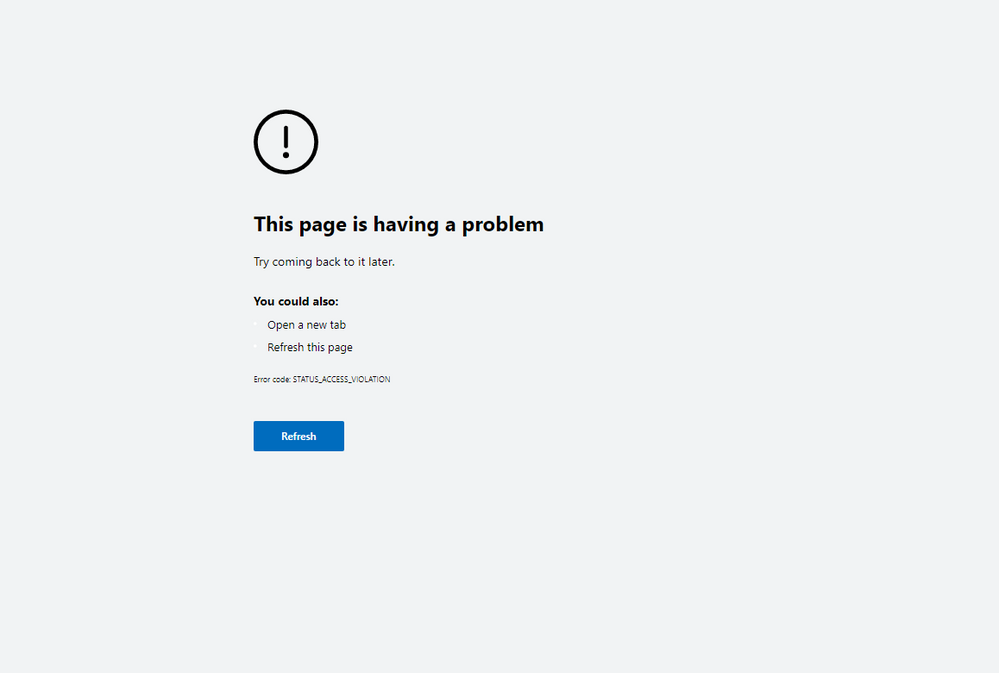 This page is having a problem
Try coming back to it later.
You could also:
Open a new tab
Refresh this page
Error code: STATUS_ACCESS_VIOLATION
Refresh